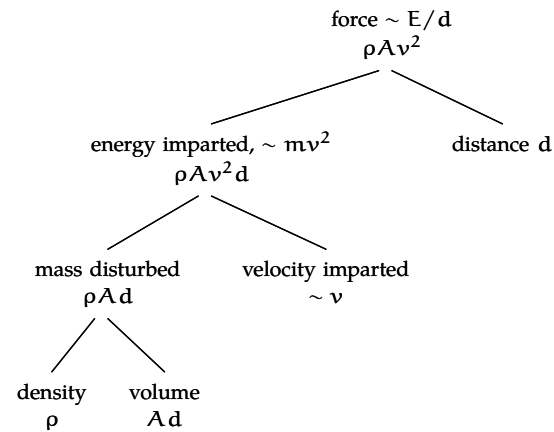 force ∼ E/d
ρAv²
energy imparted, ∼ mv²
ρAv²d
distance d
mass disturbed
ρAd
velocity imparted
∼ v
density
ρ
volume
Ad